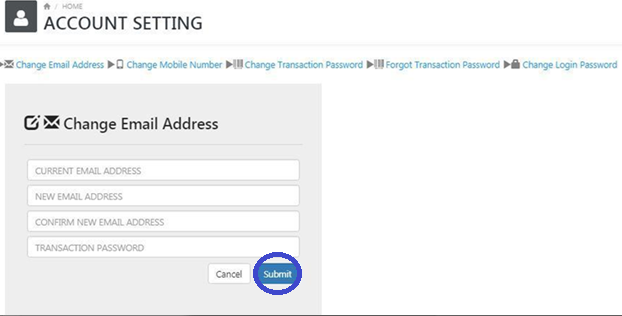 / HOME
ACCOUNT SETTING
Change Email Address Change Mobile Number Change Transaction Password Forgot Transaction Password Change Login Password
Change Email Address
CURRENT EMAIL ADDRESS
NEW EMAIL ADDRESS
CONFIRM NEW EMAIL ADDRESS
TRANSACTION PASSWORD
Cancel Submit